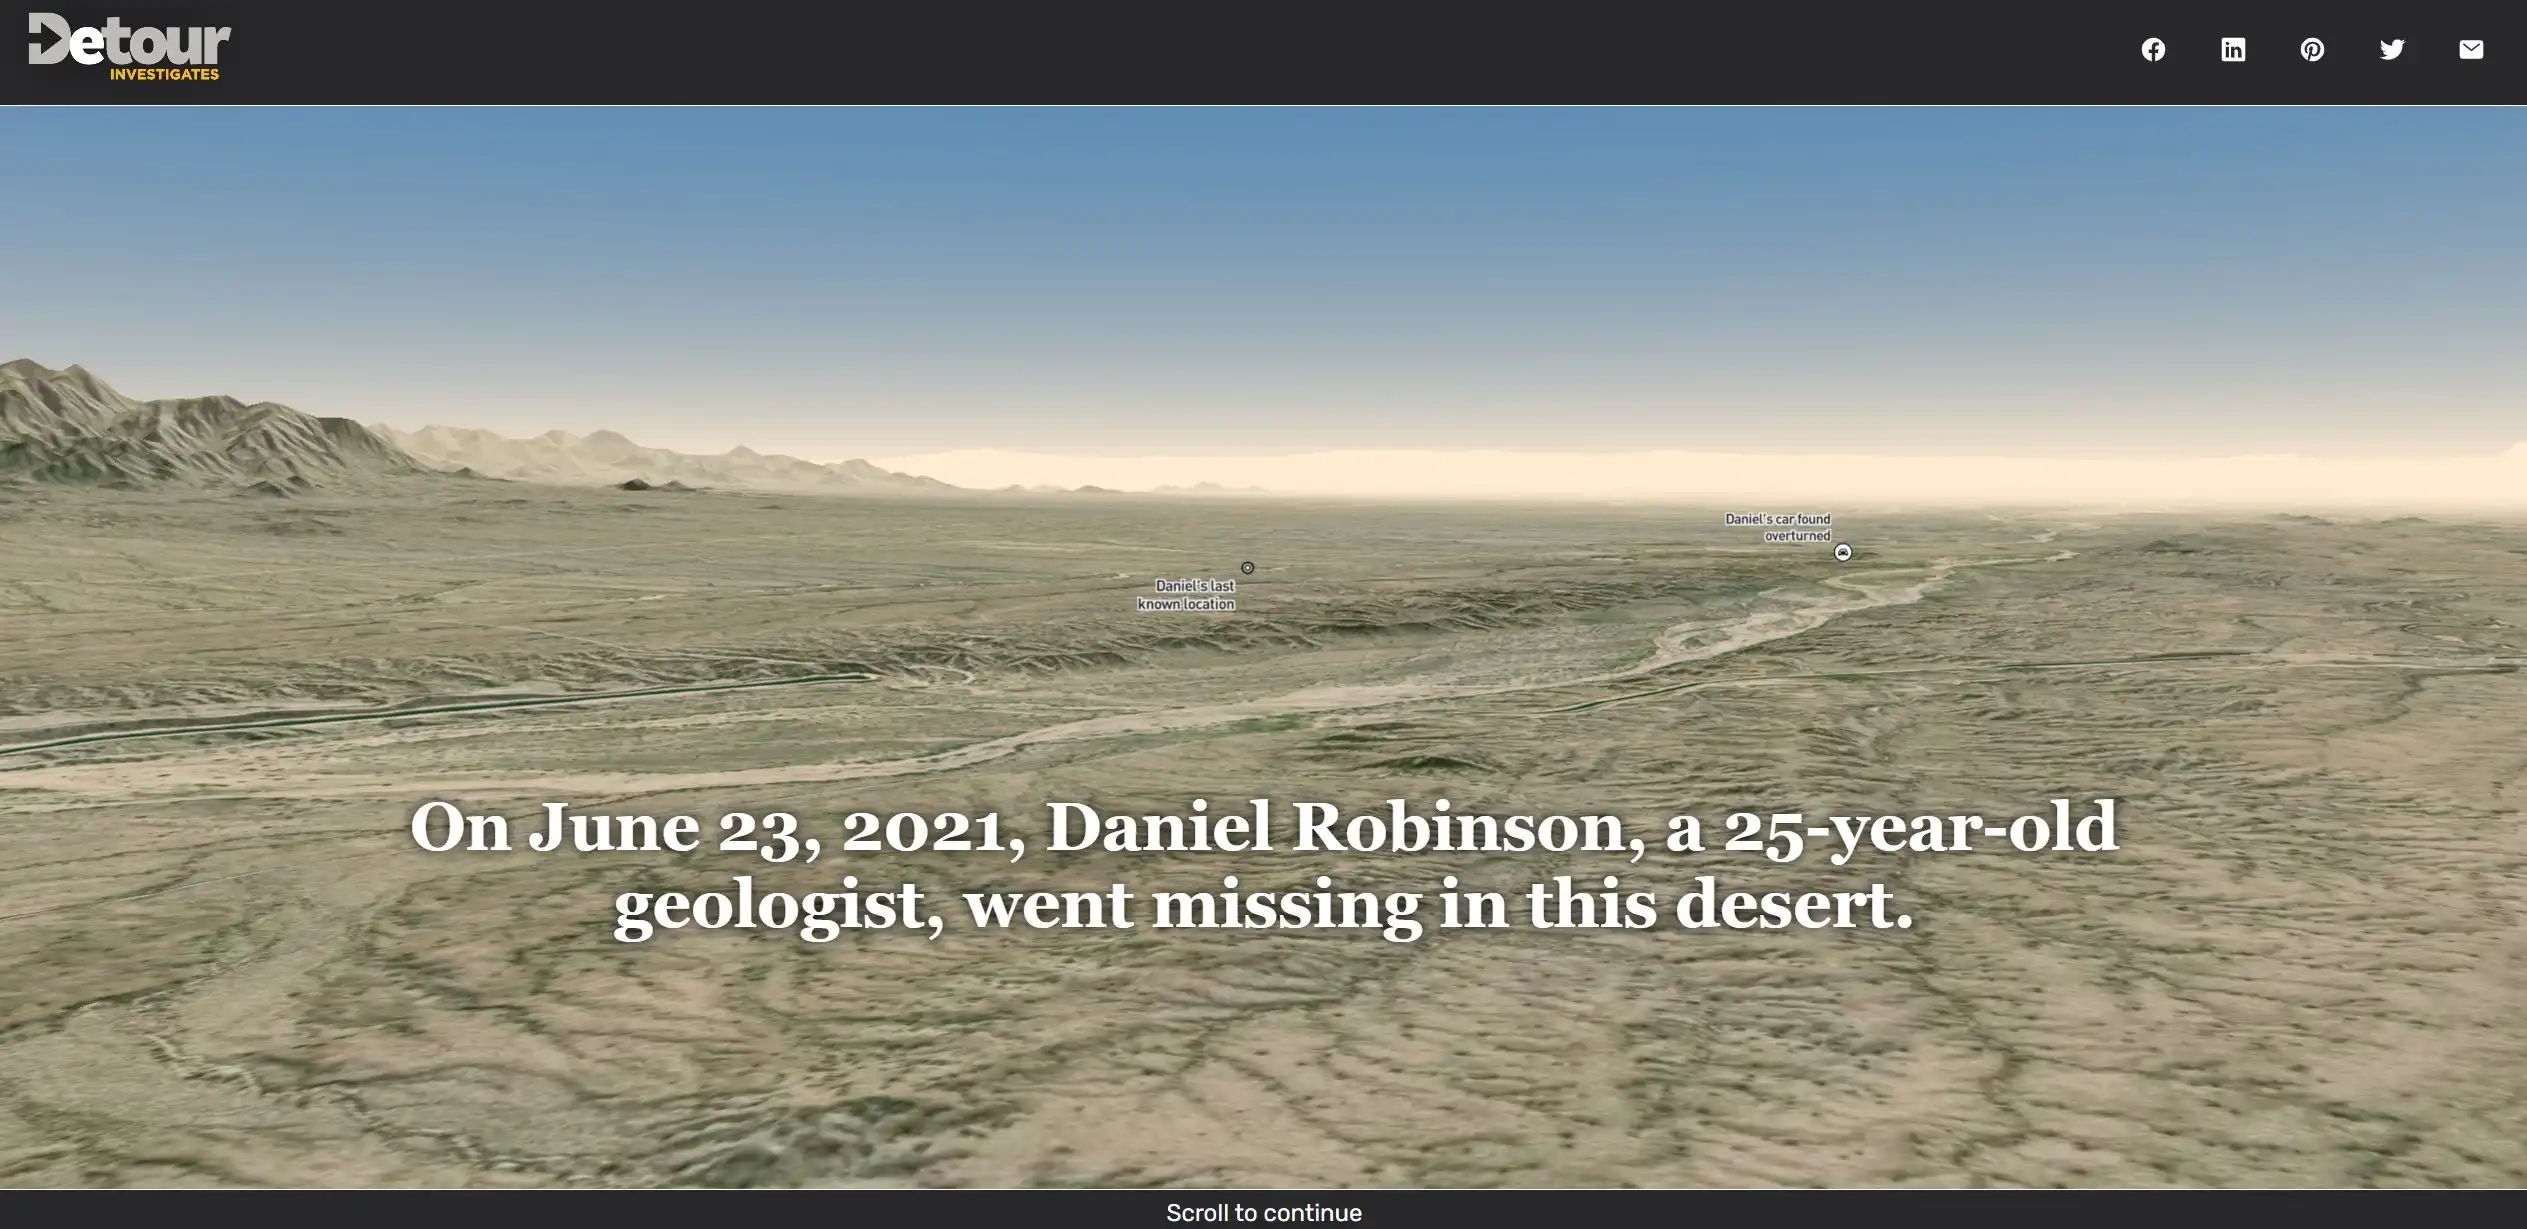 Detour
INVESTIGATES
Daniel's car found
overturned
Daniel's last
known location
On June 23, 2021, Daniel Robinson, a 25-year-old
geologist, went missing in this desert.
Scroll to continue